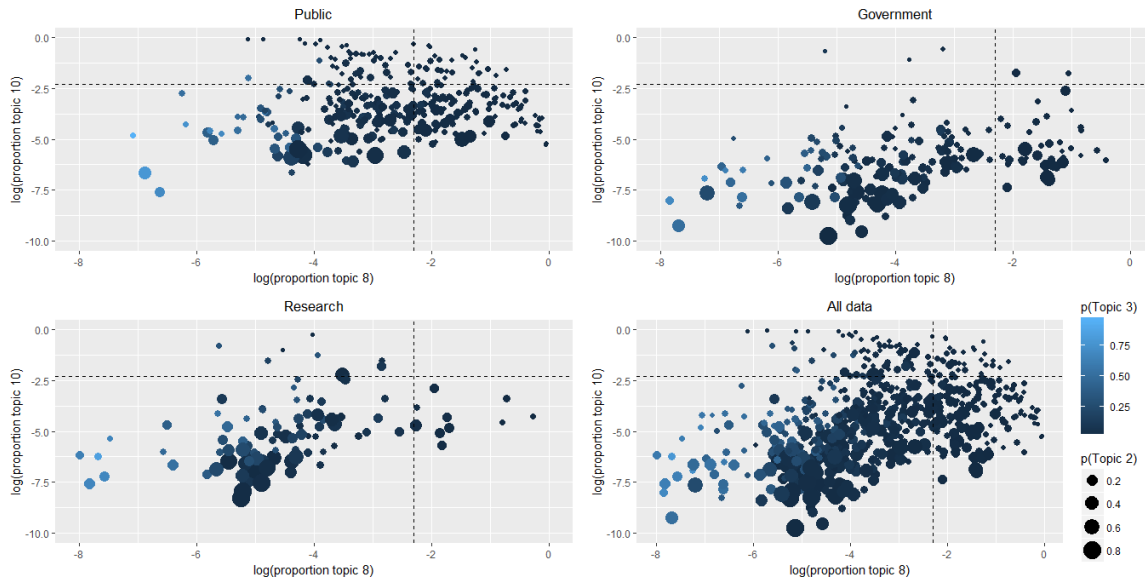 Public
0.0
-2.5
-5.0
-7.5
-10.0
log(proportion topic 10)
-8 -6 -4 -2 0
log(proportion topic 8)
Government
0.0
-2.5
-5.0
-7.5
-10.0
log(proportion topic 10)
-8 -6 -4 -2 0
log(proportion topic 8)
Research
0.0
-2.5
-5.0
-7.5
-10.0
log(proportion topic 10)
-8 -6 -4 -2 0
log(proportion topic 8)
All data
0.0
-2.5
-5.0
-7.5
-10.0
log(proportion topic 10)
-8 -6 -4 -2 0
log(proportion topic 8)
p(Topic 3)
0.75
0.50
0.25
p(Topic 2)
0.2
0.4
0.6
0.8